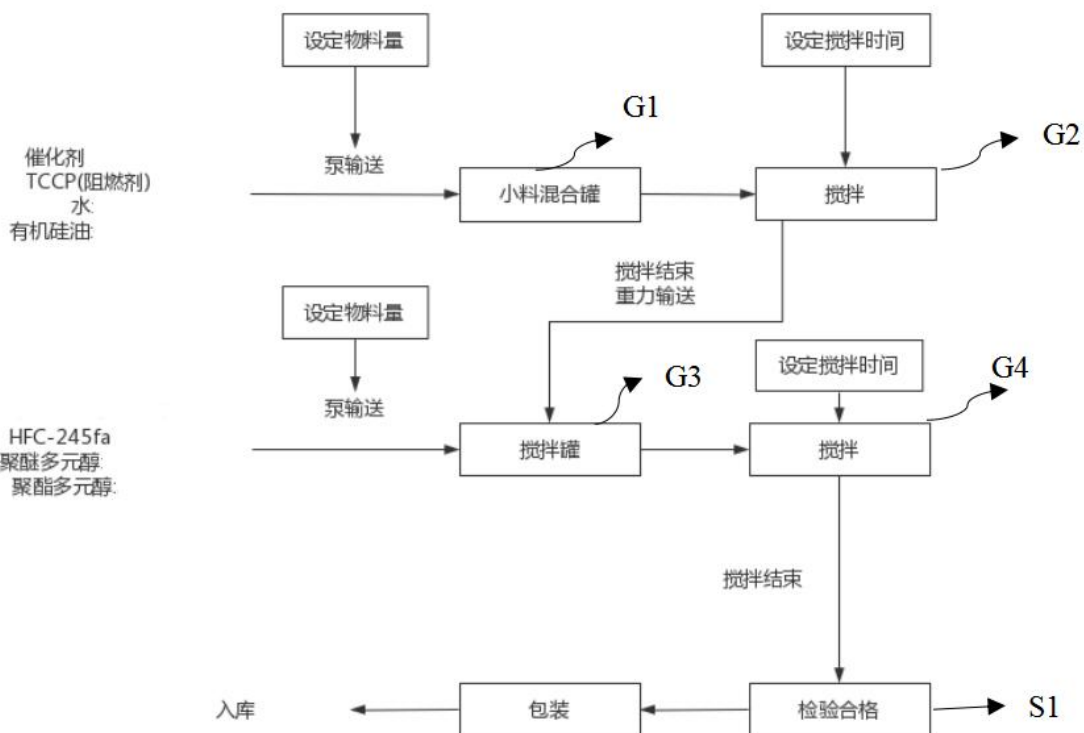 设定物料量
设定搅拌时间
G1
G2
催化剂
TCCP(阻燃剂)
水:
有机硅油:
泵输送
小料混合罐
搅拌
搅拌结束
重力输送
设定物料量
设定搅拌时间
G3
G4
泵输送
HFC-245fa
聚醚多元醇:
聚酯多元醇:
搅拌罐
搅拌
搅拌结束
入库
包装
检验合格
S1